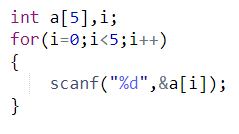 int a[5],i;
for(i=0;i<5;i++)
{
scanf("%d",&a[i]);
}